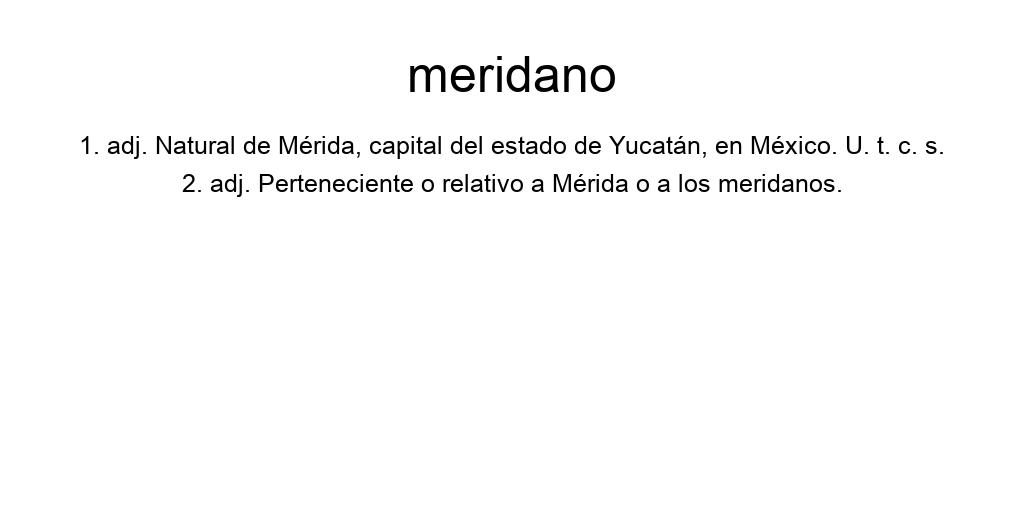 meridano
1. adj. Natural de Mérida, capital del estado de Yucatán, en México. U. t. c. s.
2. adj. Perteneciente o relativo a Mérida o a los meridanos.